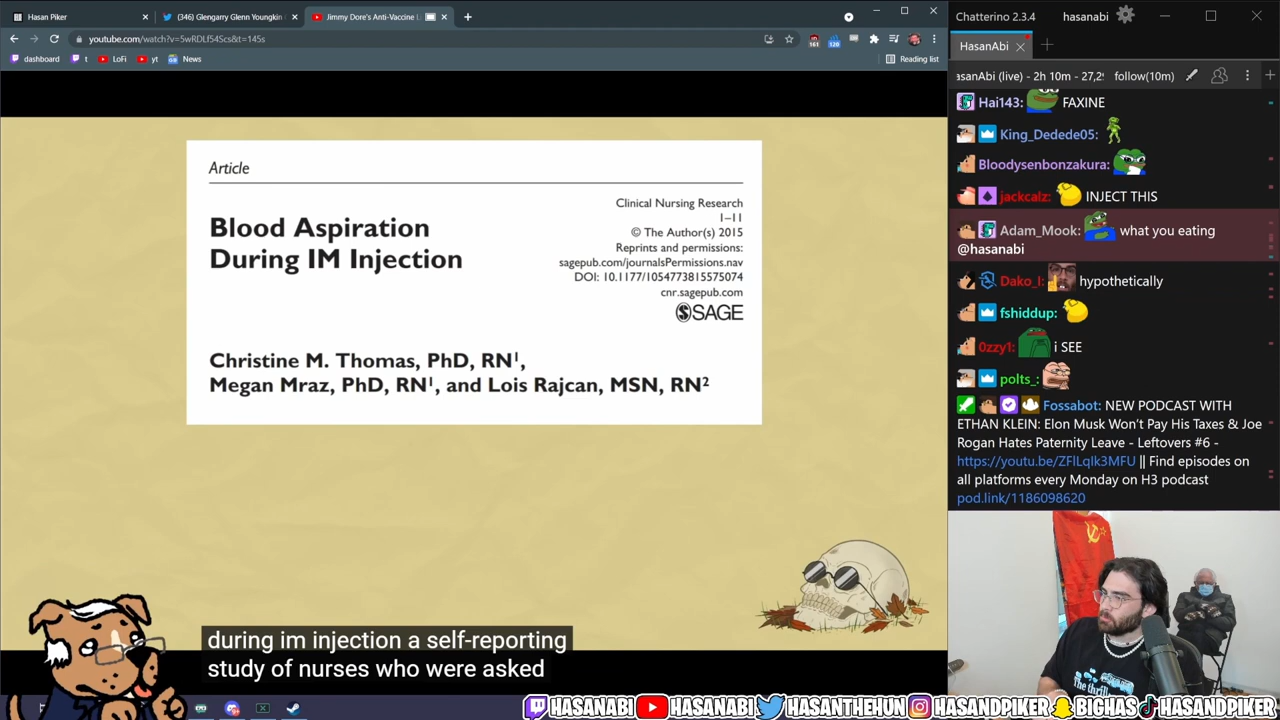 Hasan Piker
(346) Glengarry Glenn Youngkin
Jimmy Dore's Anti-Vaccine
youtube.com/watch?v=5wRDLf54Scs&t=145s
161
120
dashboard
t
LoFi
yt
News
Reading list
Article
Clinical Nursing Research
1–11
© The Author(s) 2015
Reprints and permissions:
sagepub.com/journalsPermissions.nav
DOI: 10.1177/1054773815575074
cnr.sagepub.com
SAGE
Blood Aspiration
During IM Injection
Christine M. Thomas, PhD, RN1,
Megan Mraz, PhD, RN1, and Lois Rajcan, MSN, RN2
during im injection a self-reporting
study of nurses who were asked
Chatterino 2.3.4
hasanabi
HasanAbi
asanAbi (live) - 2h 10m - 27,2
follow(10m)
Hai143: FAXINE
King_Dedede05:
Bloodysenbonzakura:
jackcalz: INJECT THIS
Adam_Mook: what you eating
@hasanabi
Dako_I: hypothetically
fshiddup:
0zzy1: i SEE
polts_:
Fossabot: NEW PODCAST WITH
ETHAN KLEIN: Elon Musk Won't Pay His Taxes & Joe
Rogan Hates Paternity Leave - Leftovers #6 -
https://youtu.be/ZFlLqIk3MFU || Find episodes on
all platforms every Monday on H3 podcast
pod.link/1186098620
The thrill
HASANABI
HASANABI
HASANTHEHUN
HASANDPIKER
BIGHAS
HASANDPIKER